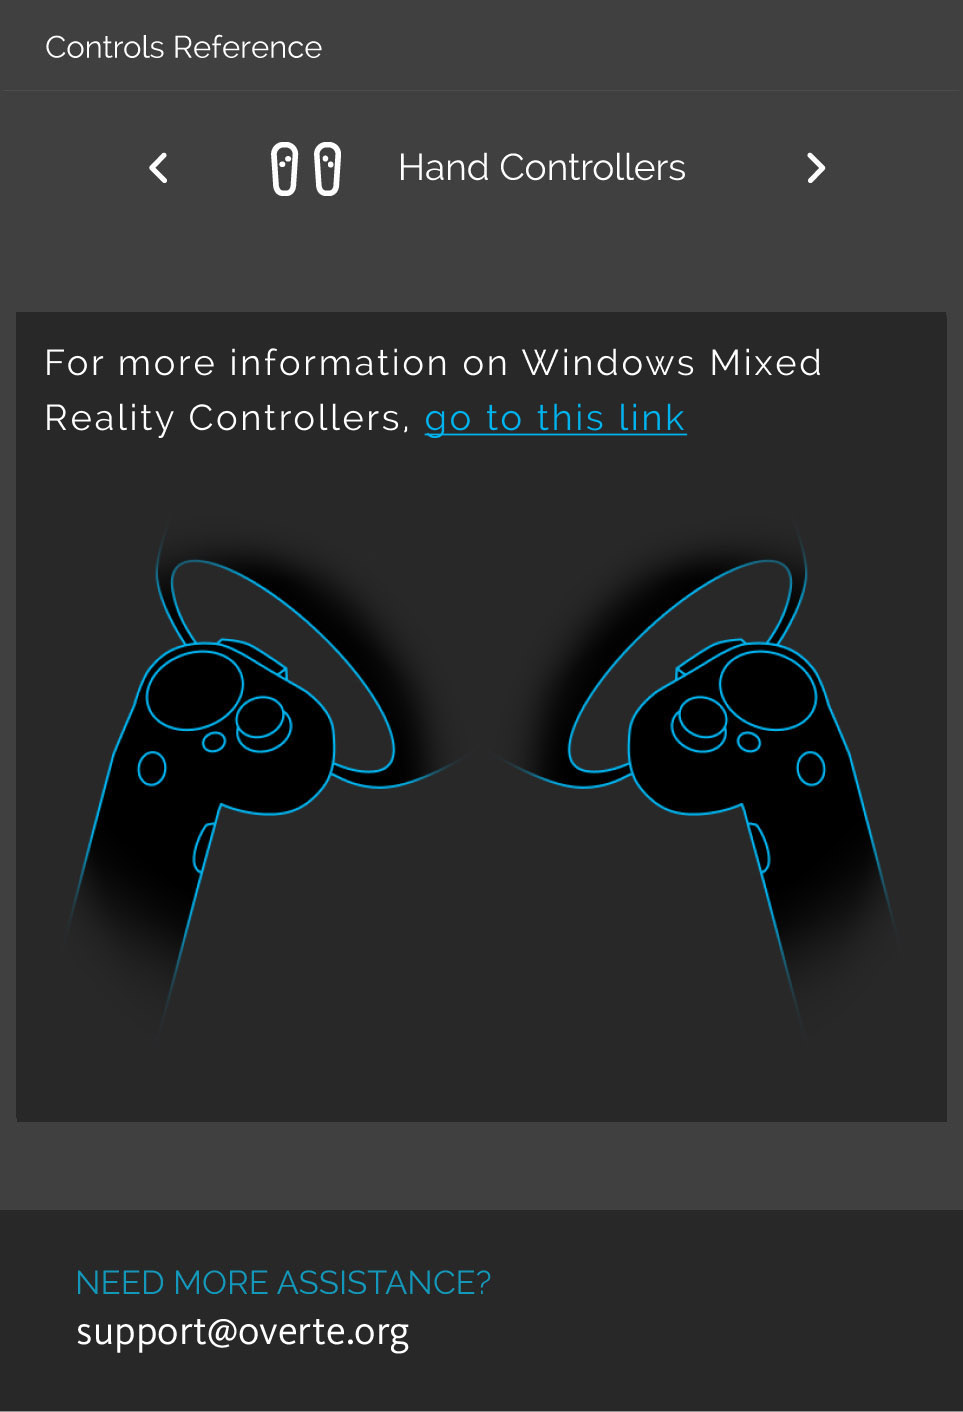 Controls Reference
Hand Controllers
For more information on Windows Mixed
Reality Controllers, go to this link
NEED MORE ASSISTANCE?
support@overte.org